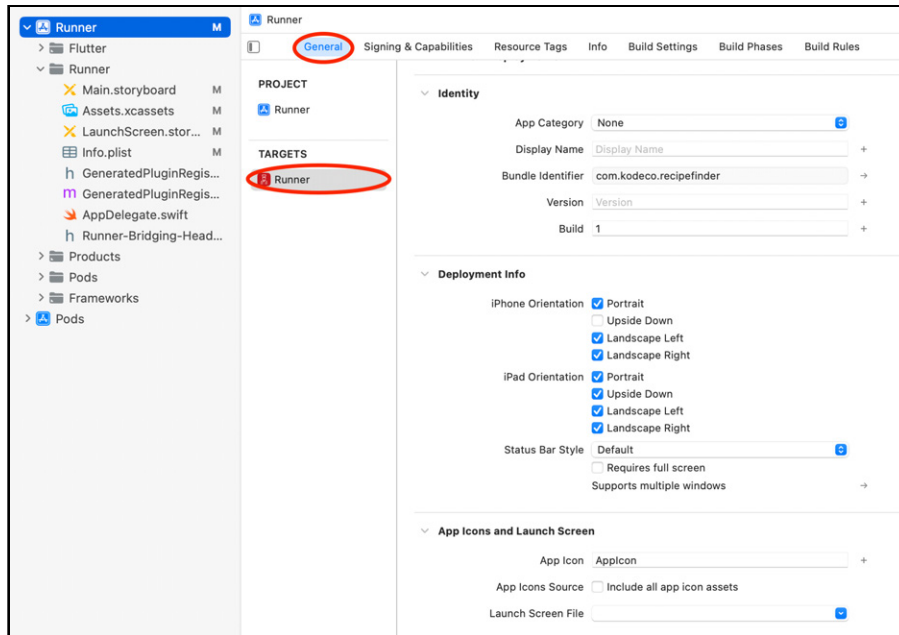 Runner M
Flutter
Runner
Main.storyboard M
Assets.xcassets M
LaunchScreen.stor... M
Info.plist M
GeneratedPluginRegis...
GeneratedPluginRegis...
AppDelegate.swift
Runner-Bridging-Head...
Products
Pods
Frameworks
Pods
Runner
General Signing & Capabilities Resource Tags Info Build Settings Build Phases Build Rules
PROJECT
Runner
TARGETS
Runner
Identity
App Category None
Display Name Display Name
Bundle Identifier com.kodeco.recipefinder
Version Version
Build 1
Deployment Info
iPhone Orientation Portrait
Upside Down
Landscape Left
Landscape Right
iPad Orientation Portrait
Upside Down
Landscape Left
Landscape Right
Status Bar Style Default
Requires full screen
Supports multiple windows
App Icons and Launch Screen
App Icon AppIcon
App Icons Source Include all app icon assets
Launch Screen File